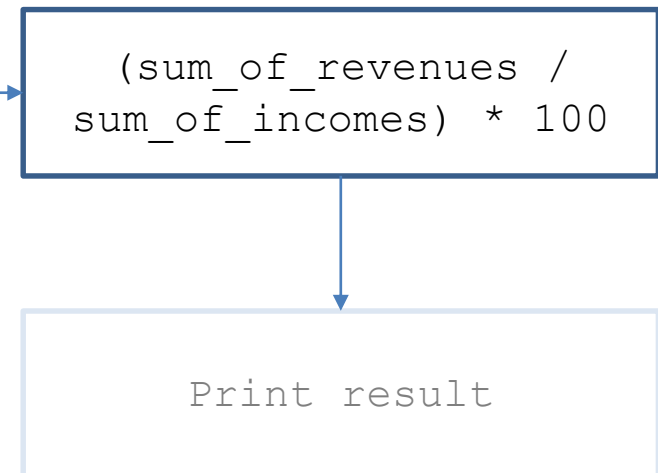 (sum_of_revenues /
sum_of_incomes) * 100
Print result